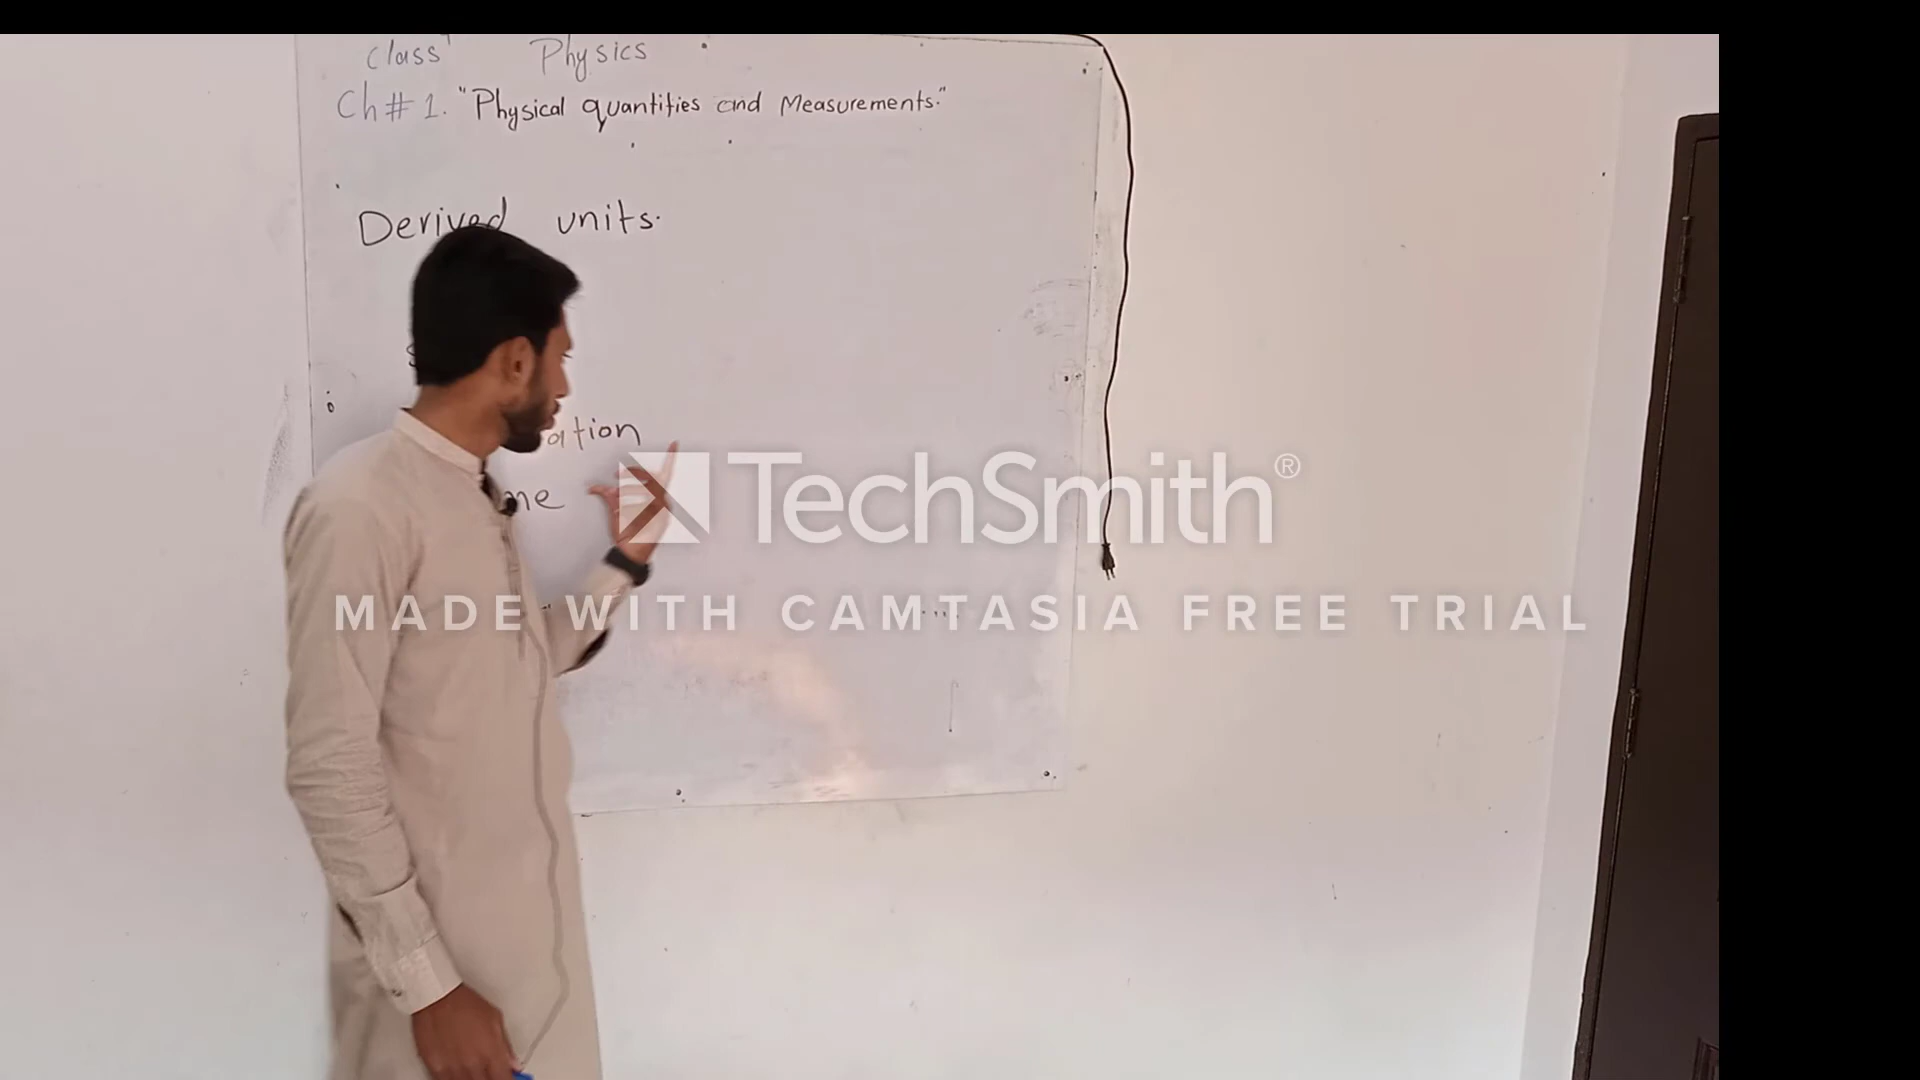 Class Physics
Ch # 1. "Physical quantities and Measurements."
Derived units.
TechSmith®
MADE WITH CAMTASIA FREE TRIAL